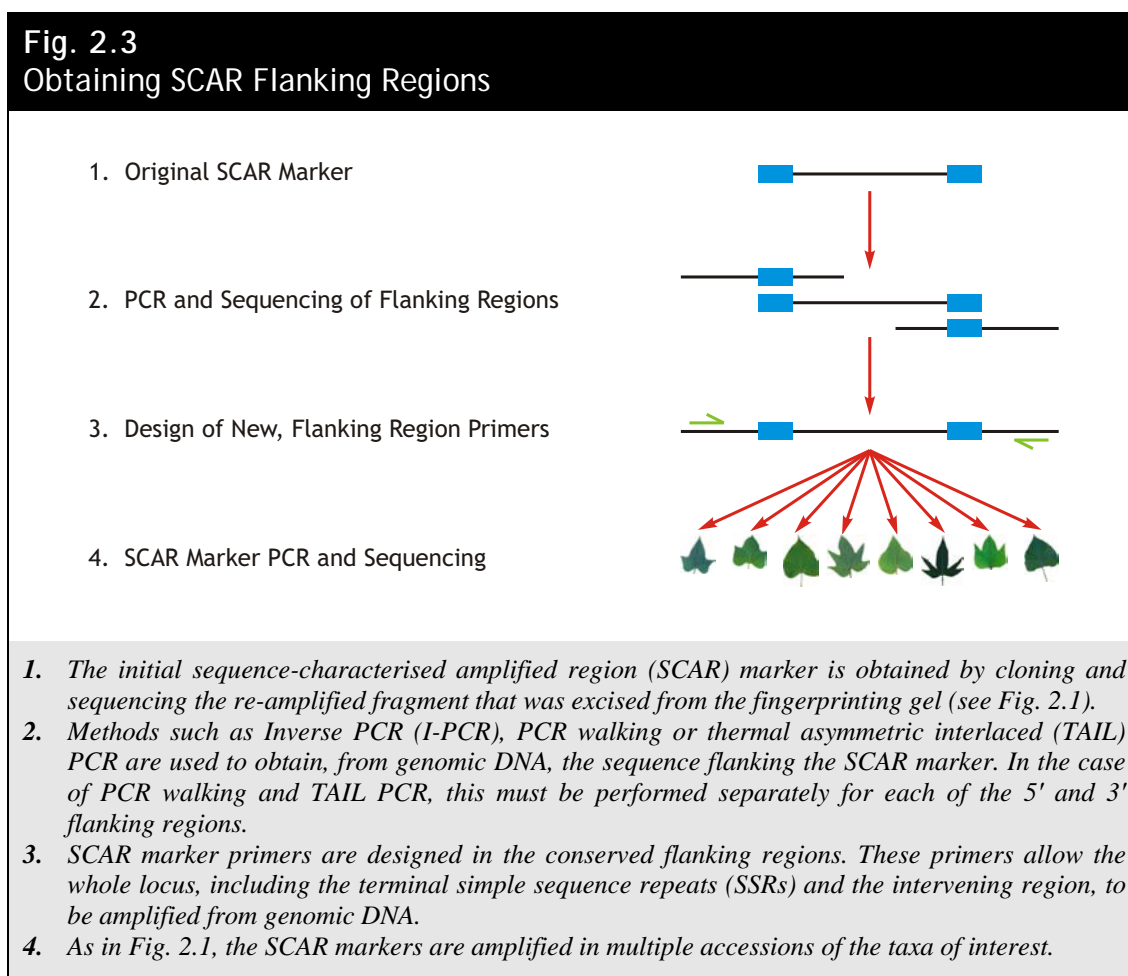 Fig. 2.3
Obtaining SCAR Flanking Regions
1. Original SCAR Marker
2. PCR and Sequencing of Flanking Regions
3. Design of New, Flanking Region Primers
4. SCAR Marker PCR and Sequencing
1. The initial sequence-characterised amplified region (SCAR) marker is obtained by cloning and
sequencing the re-amplified fragment that was excised from the fingerprinting gel (see Fig. 2.1).
2. Methods such as Inverse PCR (I-PCR), PCR walking or thermal asymmetric interlaced (TAIL)
PCR are used to obtain, from genomic DNA, the sequence flanking the SCAR marker. In the case
of PCR walking and TAIL PCR, this must be performed separately for each of the 5' and 3'
flanking regions.
3. SCAR marker primers are designed in the conserved flanking regions. These primers allow the
whole locus, including the terminal simple sequence repeats (SSRs) and the intervening region, to
be amplified from genomic DNA.
4. As in Fig. 2.1, the SCAR markers are amplified in multiple accessions of the taxa of interest.